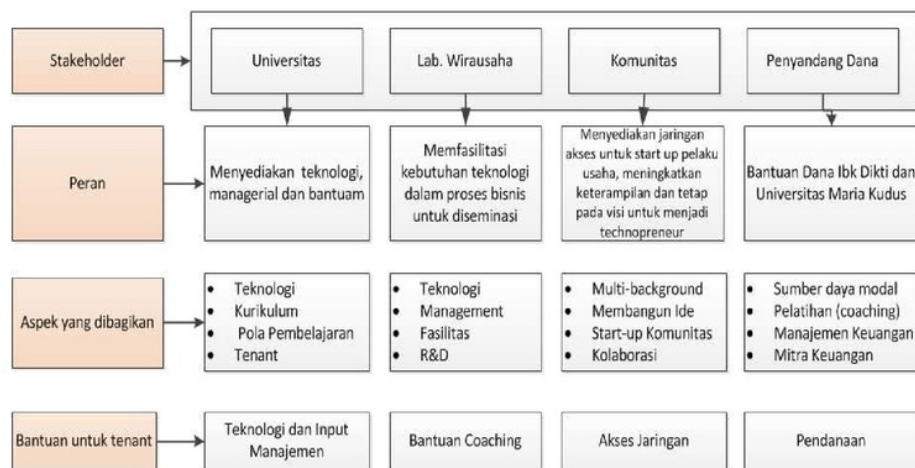 Stakeholder
Universitas
Lab. Wirausaha
Komunitas
Penyandang Dana
Peran
Menyediakan teknologi,
managerial dan bantuam
Memfasilitasi
kebutuhan teknologi
dalam proses bisnis
untuk diseminasi
Menyediakan jaringan
akses untuk start up pelaku
usaha, meningkatkan
keterampilan dan tetap
pada visi untuk menjadi
technopreneur
Bantuan Dana Ibk Dikti dan
Universitas Maria Kudus
Aspek yang dibagikan
• Teknologi
• Kurikulum
• Pola Pembelajaran
• Tenant
• Teknologi
• Management
• Fasilitas
• R&D
• Multi-background
• Membangun Ide
• Start-up Komunitas
• Kolaborasi
• Sumber daya modal
• Pelatihan (coaching)
• Manajemen Keuangan
• Mitra Keuangan
Bantuan untuk tenant
Teknologi dan Input
Manajemen
Bantuan Coaching
Akses Jaringan
Pendanaan